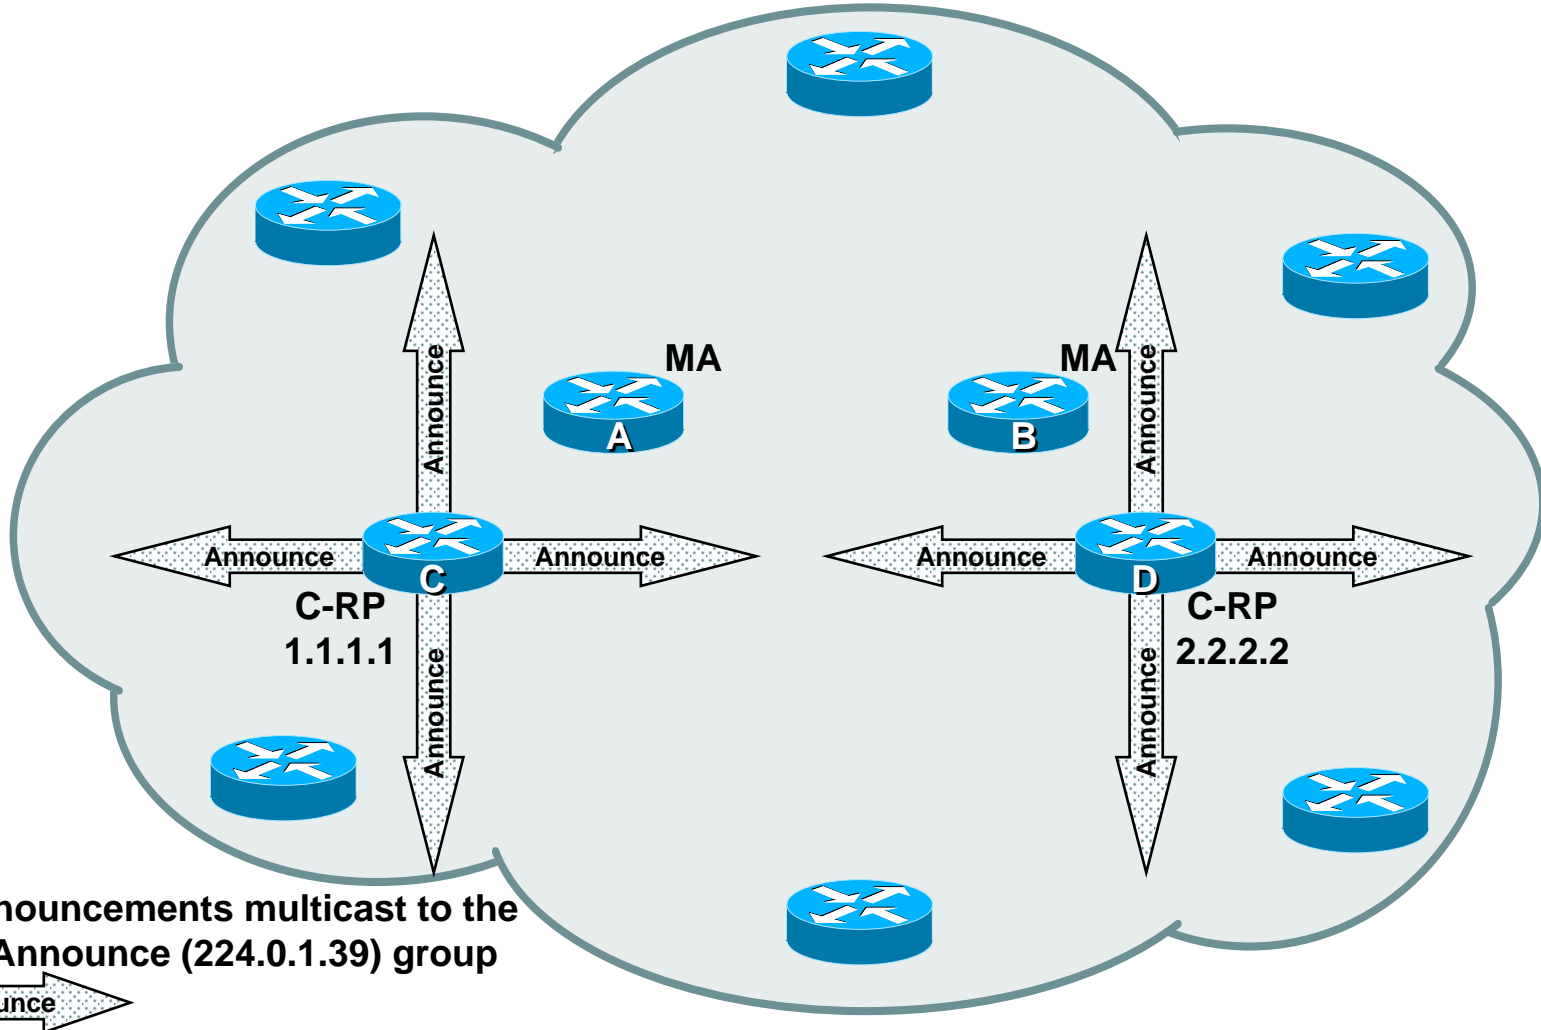 MA
MA
A
B
Announce
Announce
Announce
Announce
C
Announce
Announce
D
Announce
C-RP
1.1.1.1
C-RP
2.2.2.2
Announce
Announce
nouncements multicast to the
Announce (224.0.1.39) group
unce